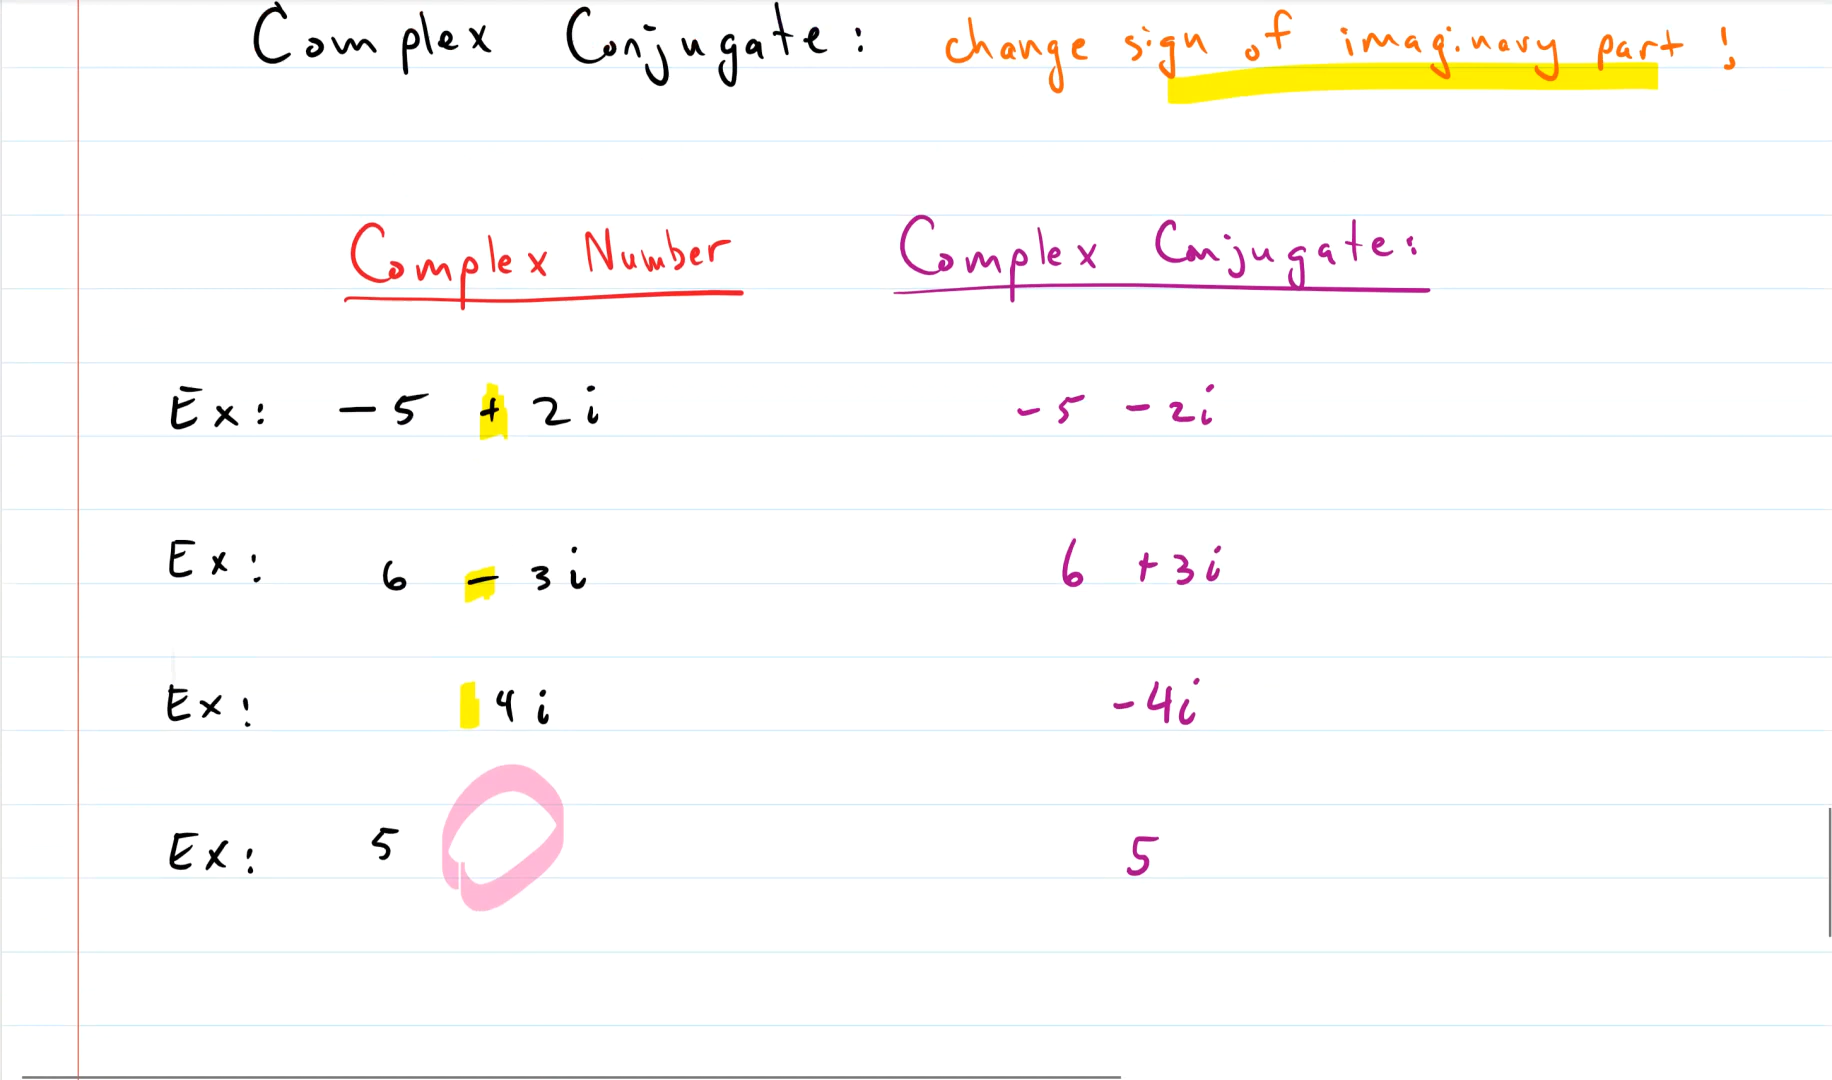 Complex Conjugate: change sign of imaginary part!
Complex Number Complex Conjugate:
Ex: -5 + 2i -5 -2i
Ex: 6 - 3i 6 +3i
Ex: 4i -4i
Ex: 5 5